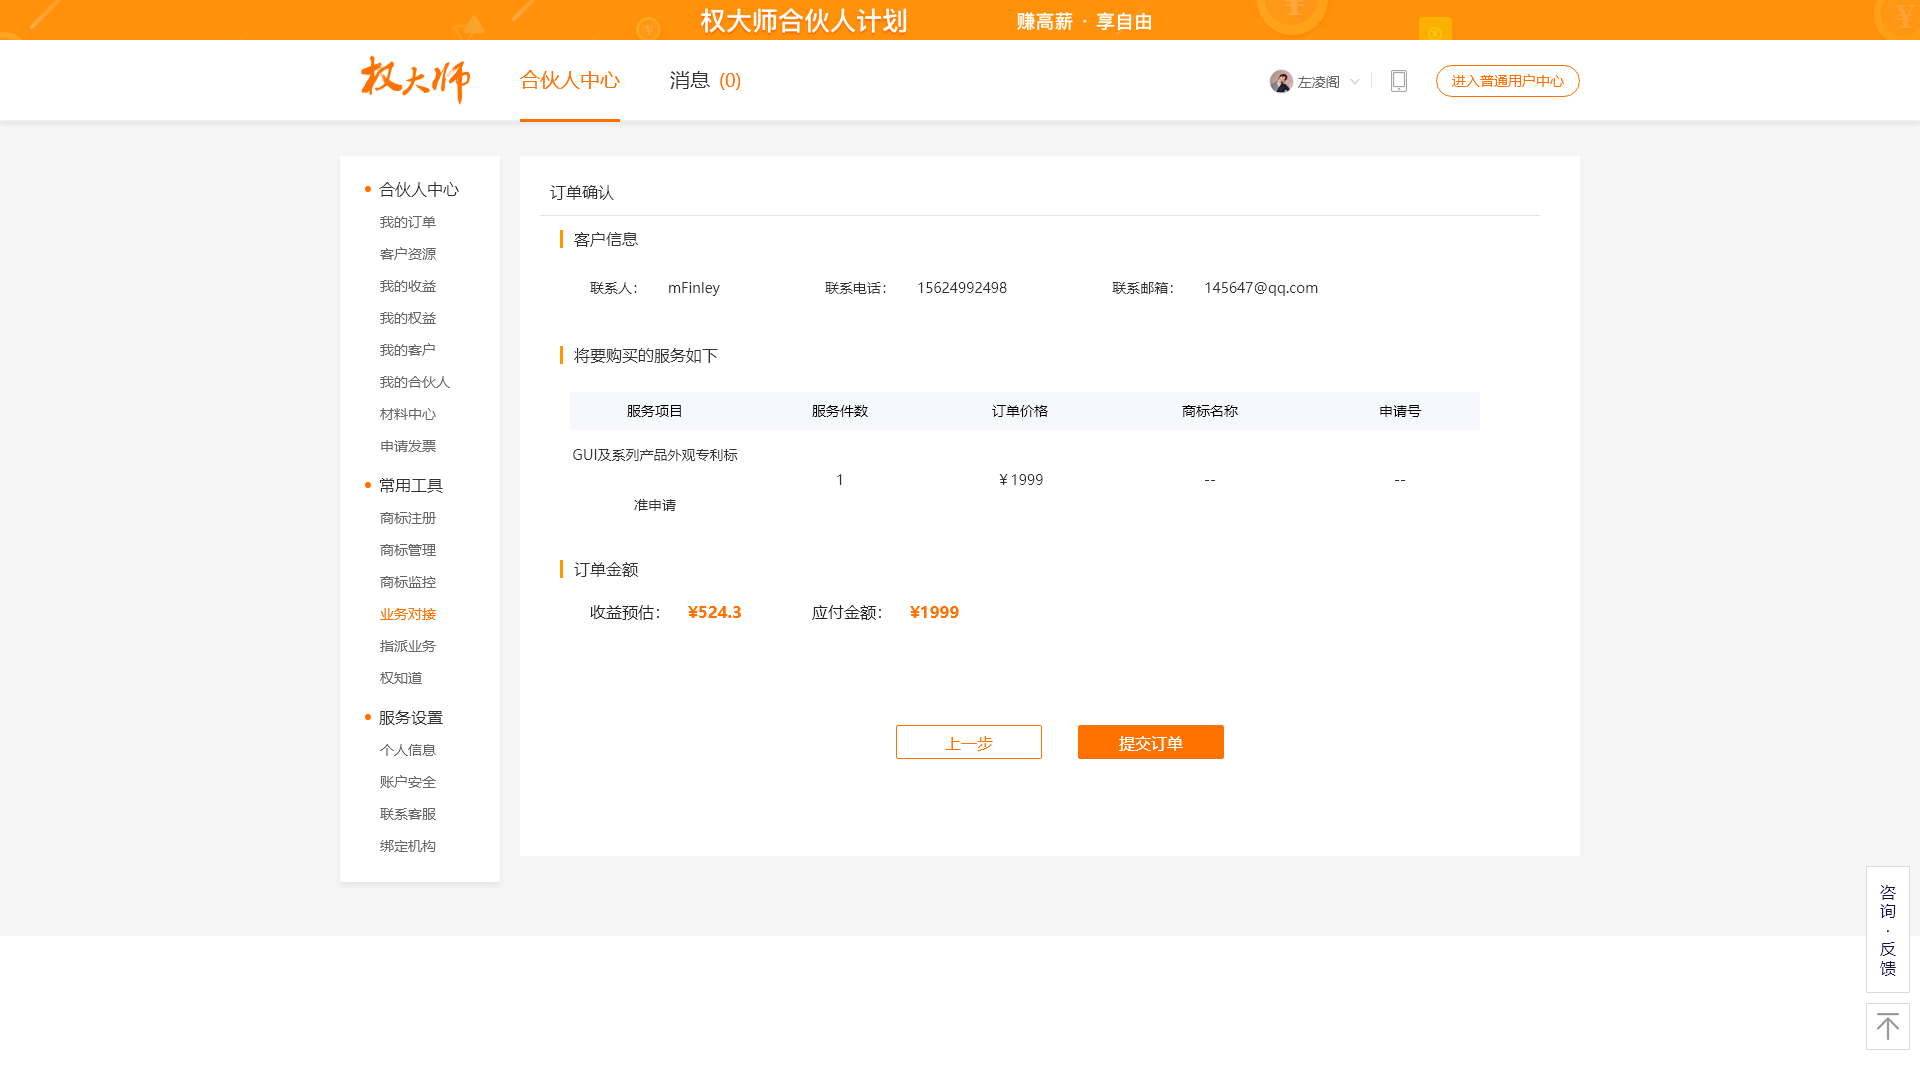 权大师合伙人计划 赚高薪 · 享自由
权大师 合伙人中心 消息 (0) 左凌阁 进入普通用户中心
合伙人中心
我的订单
客户资源
我的收益
我的权益
我的客户
我的合伙人
材料中心
申请发票
常用工具
商标注册
商标管理
商标监控
业务对接
指派业务
权知道
服务设置
个人信息
账户安全
联系客服
绑定机构
订单确认
客户信息
联系人： mFinley 联系电话： 15624992498 联系邮箱： 145647@qq.com
将要购买的服务如下
服务项目 服务件数 订单价格 商标名称 申请号
GUI及系列产品外观专利标
准申请
1 ￥1999 -- --
订单金额
收益预估： ¥524.3 应付金额： ¥1999
上一步 提交订单
咨
询
·
反
馈